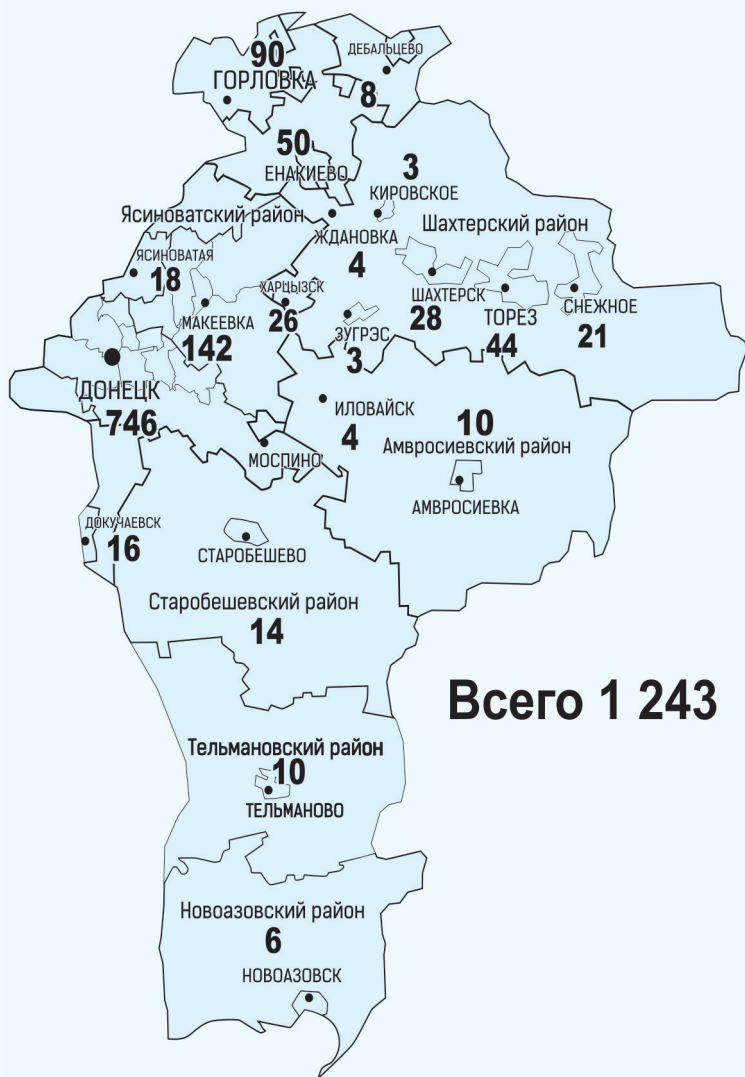 90
ГОРЛОВКА
ДЕБАЛЬЦЕВО
8
50
ЕНАКИЕВО
3
КИРОВСКОЕ
Ясиноватский район
ЖДАНОВКА
4
Шахтерский район
ЯСИНОВАТАЯ
18
МАКЕЕВКА
142
ХАРЦЫЗСК
26
ЗУГРЭС
3
ШАХТЕРСК
28
ТОРЕЗ
44
СНЕЖНОЕ
21
ДОНЕЦК
746
ИЛОВАЙСК
4
10
Амвросиевский район
АМВРОСИЕВКА
МОСПИНО
ДОКУЧАЕВСК
16
СТАРОБЕШЕВО
Старобешевский район
14
Всего 1 243
Тельмановский район
10
ТЕЛЬМАНОВО
Новоазовский район
6
НОВОАЗОВСК